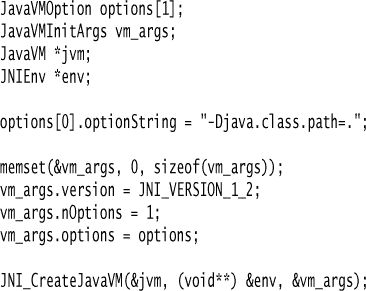 JavaVMOption options[1];
JavaVMInitArgs vm_args;
JavaVM *jvm;
JNIEnv *env;
options[0].optionString = "-Djava.class.path=.";
memset(&vm_args, 0, sizeof(vm_args));
vm_args.version = JNI_VERSION_1_2;
vm_args.nOptions = 1;
vm_args.options = options;
JNI_CreateJavaVM(&jvm, (void**) &env, &vm_args);